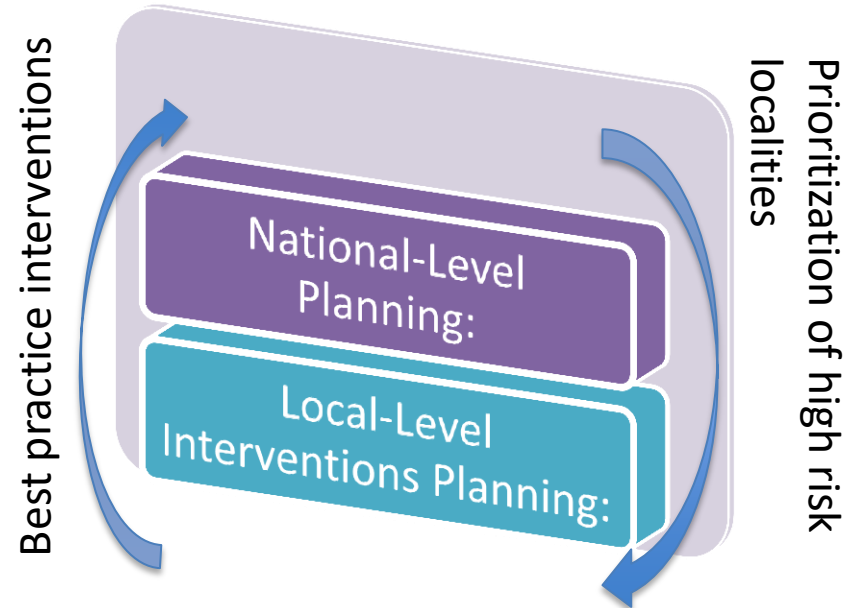 Best practice interventions
National-Level
Planning:
Local-Level
Interventions Planning:
Prioritization of high risk
localities